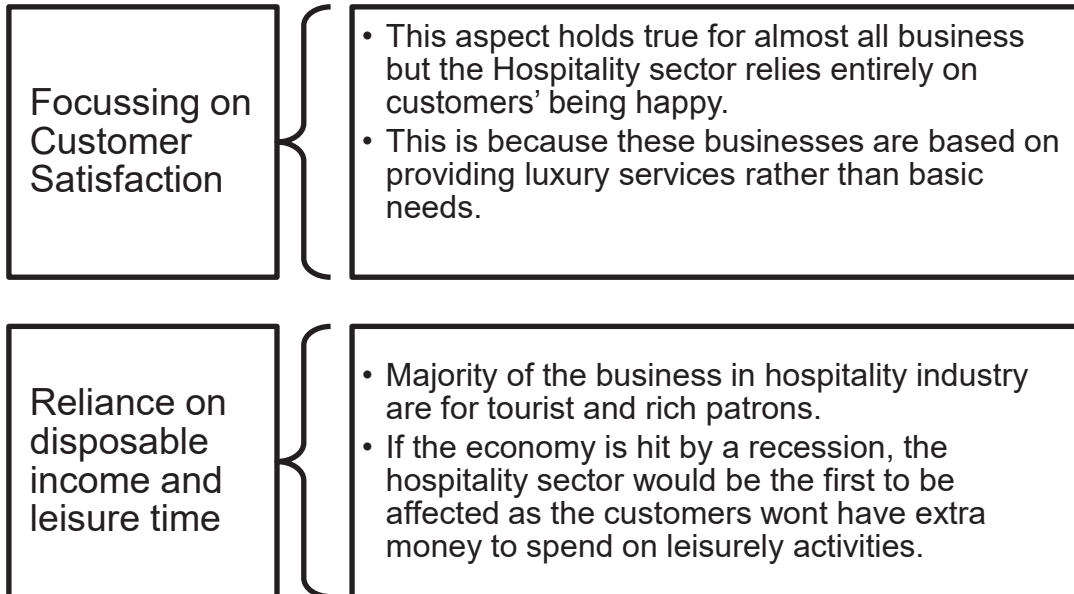 Focussing on
Customer
Satisfaction
• This aspect holds true for almost all business
but the Hospitality sector relies entirely on
customers’ being happy.
• This is because these businesses are based on
providing luxury services rather than basic
needs.
Reliance on
disposable
income and
leisure time
• Majority of the business in hospitality industry
are for tourist and rich patrons.
• If the economy is hit by a recession, the
hospitality sector would be the first to be
affected as the customers wont have extra
money to spend on leisurely activities.